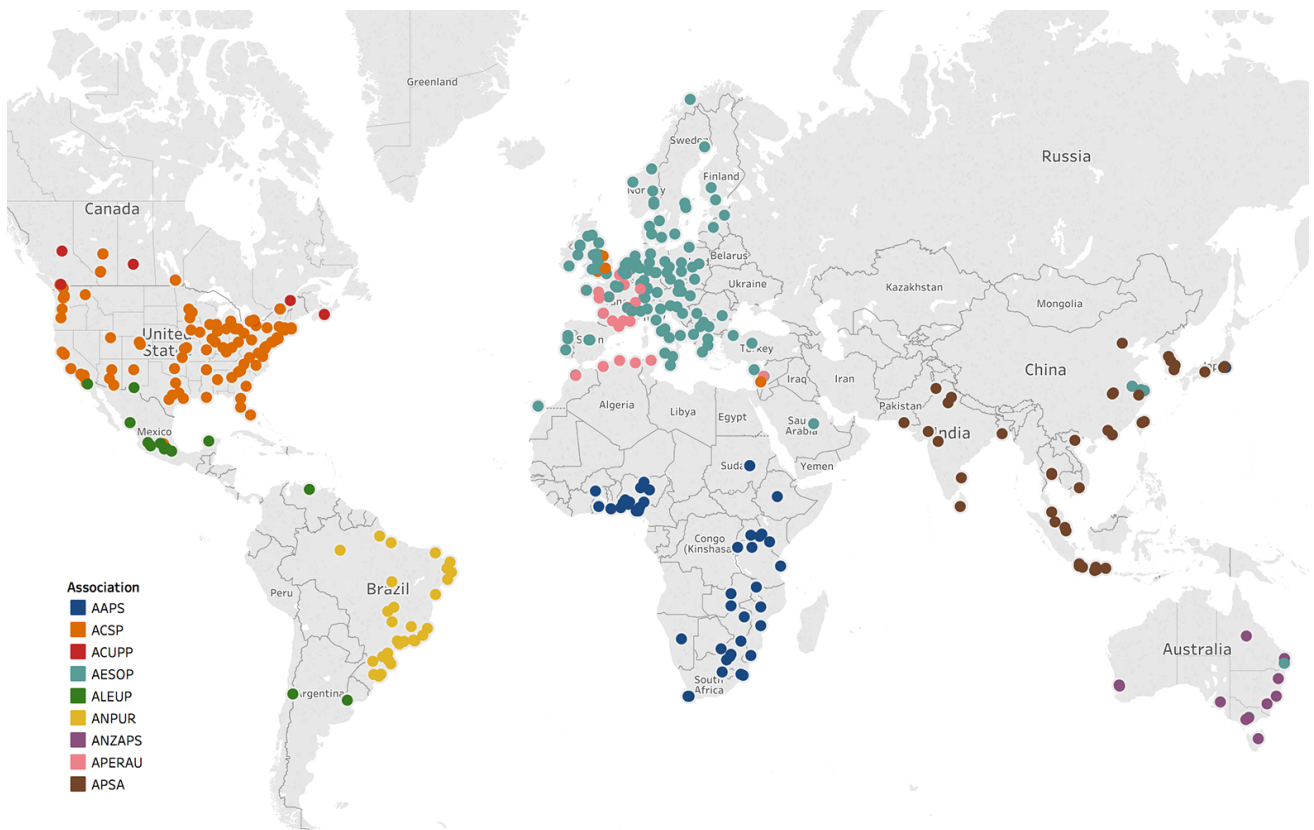 Greenland
Sweden
Russia
Finland
Canada
Belarus
Ukraine
Kazakhstan
Mongolia
United
States
Turkey
China
Iraq
Iran
Algeria
Libya
Egypt
Pakistan
India
Saudi
Arabia
Mexico
Sudan
Yemen
Congo
(Kinshasa)
Brazil
Peru
Association
AAPS
ACSP
ACUPP
AESOP
ALEUP
ANPUR
ANZAPS
APERAU
APSA
Australia
South
Africa
Argentina